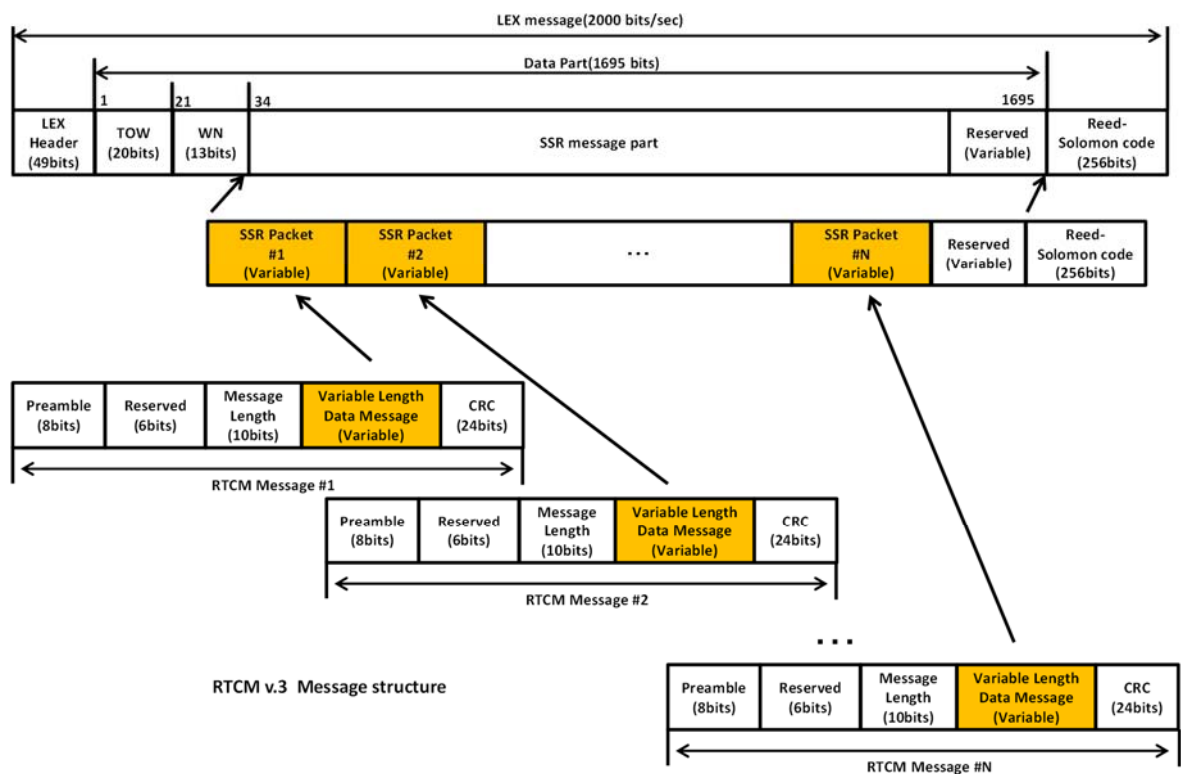 LEX message(2000 bits/sec)
Data Part(1695 bits)
1
21
34
1695
LEX
Header
(49bits)
TOW
(20bits)
WN
(13bits)
SSR message part
Reserved
(Variable)
Reed-
Solomon code
(256bits)
SSR Packet
#1
(Variable)
SSR Packet
#2
(Variable)
...
SSR Packet
#N
(Variable)
Reserved
(Variable)
Reed-
Solomon code
(256bits)
Preamble
(8bits)
Reserved
(6bits)
Message
Length
(10bits)
Variable Length
Data Message
(Variable)
CRC
(24bits)
RTCM Message #1
Preamble
(8bits)
Reserved
(6bits)
Message
Length
(10bits)
Variable Length
Data Message
(Variable)
CRC
(24bits)
RTCM Message #2
...
RTCM v.3 Message structure
Preamble
(8bits)
Reserved
(6bits)
Message
Length
(10bits)
Variable Length
Data Message
(Variable)
CRC
(24bits)
RTCM Message #N